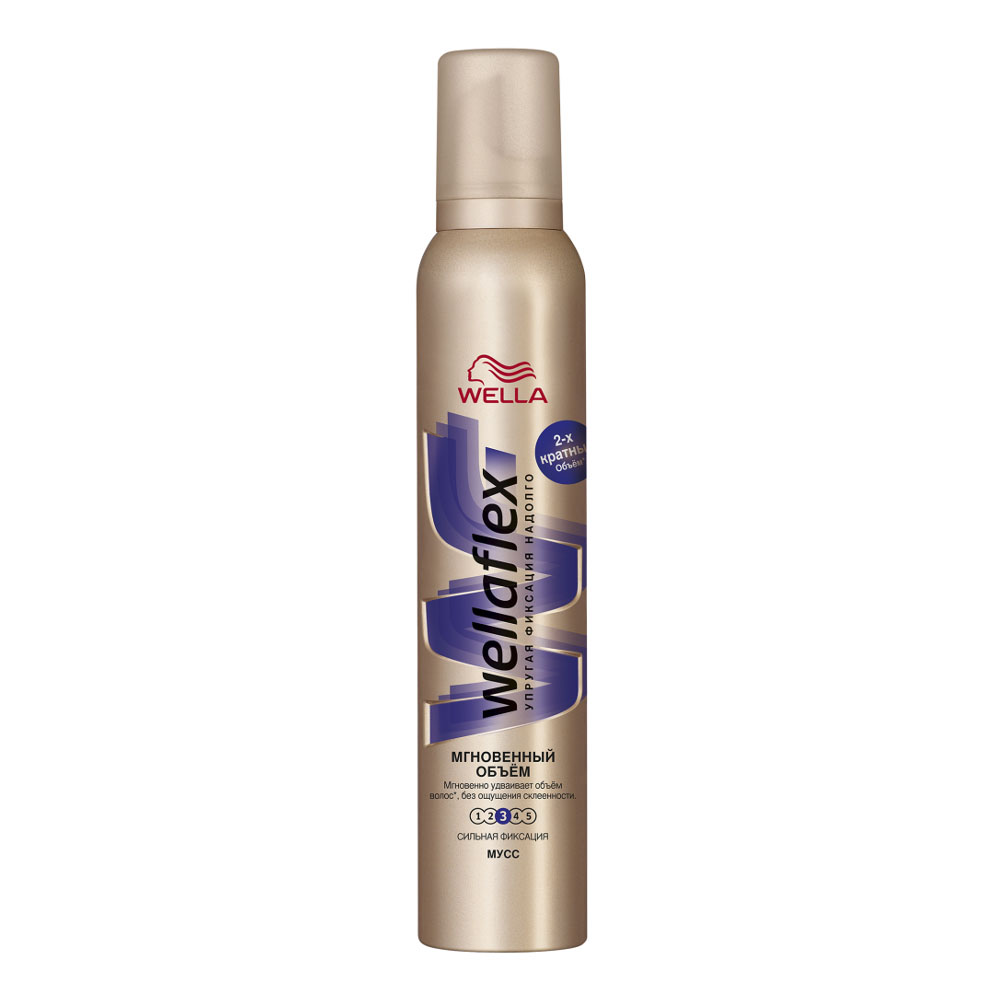 WELLA
2-х
кратный
Объём*
wellaflex
УПРУГАЯ ФИКСАЦИЯ НАДОЛГО
МГНОВЕННЫЙ
ОБЪЁМ
Мгновенно удваивает объём
волос*, без ощущения склеенности.
1 2 3 4 5
СИЛЬНАЯ ФИКСАЦИЯ
МУСС